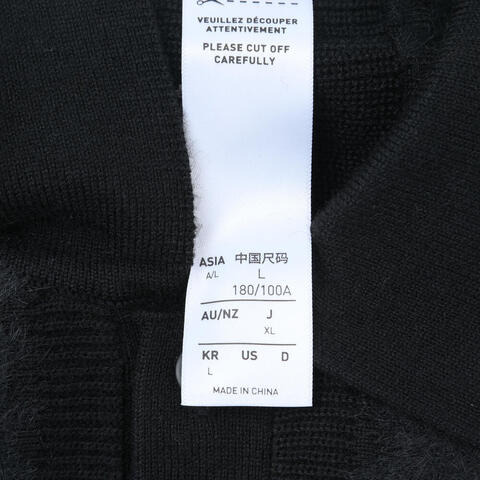 VEUILLEZ DÉCOUPER
ATTENTIVEMENT
PLEASE CUT OFF
CAREFULLY
ASIA 中国尺码
A/L L
180/100A
AU/NZ J
XL
KR US D
L
MADE IN CHINA